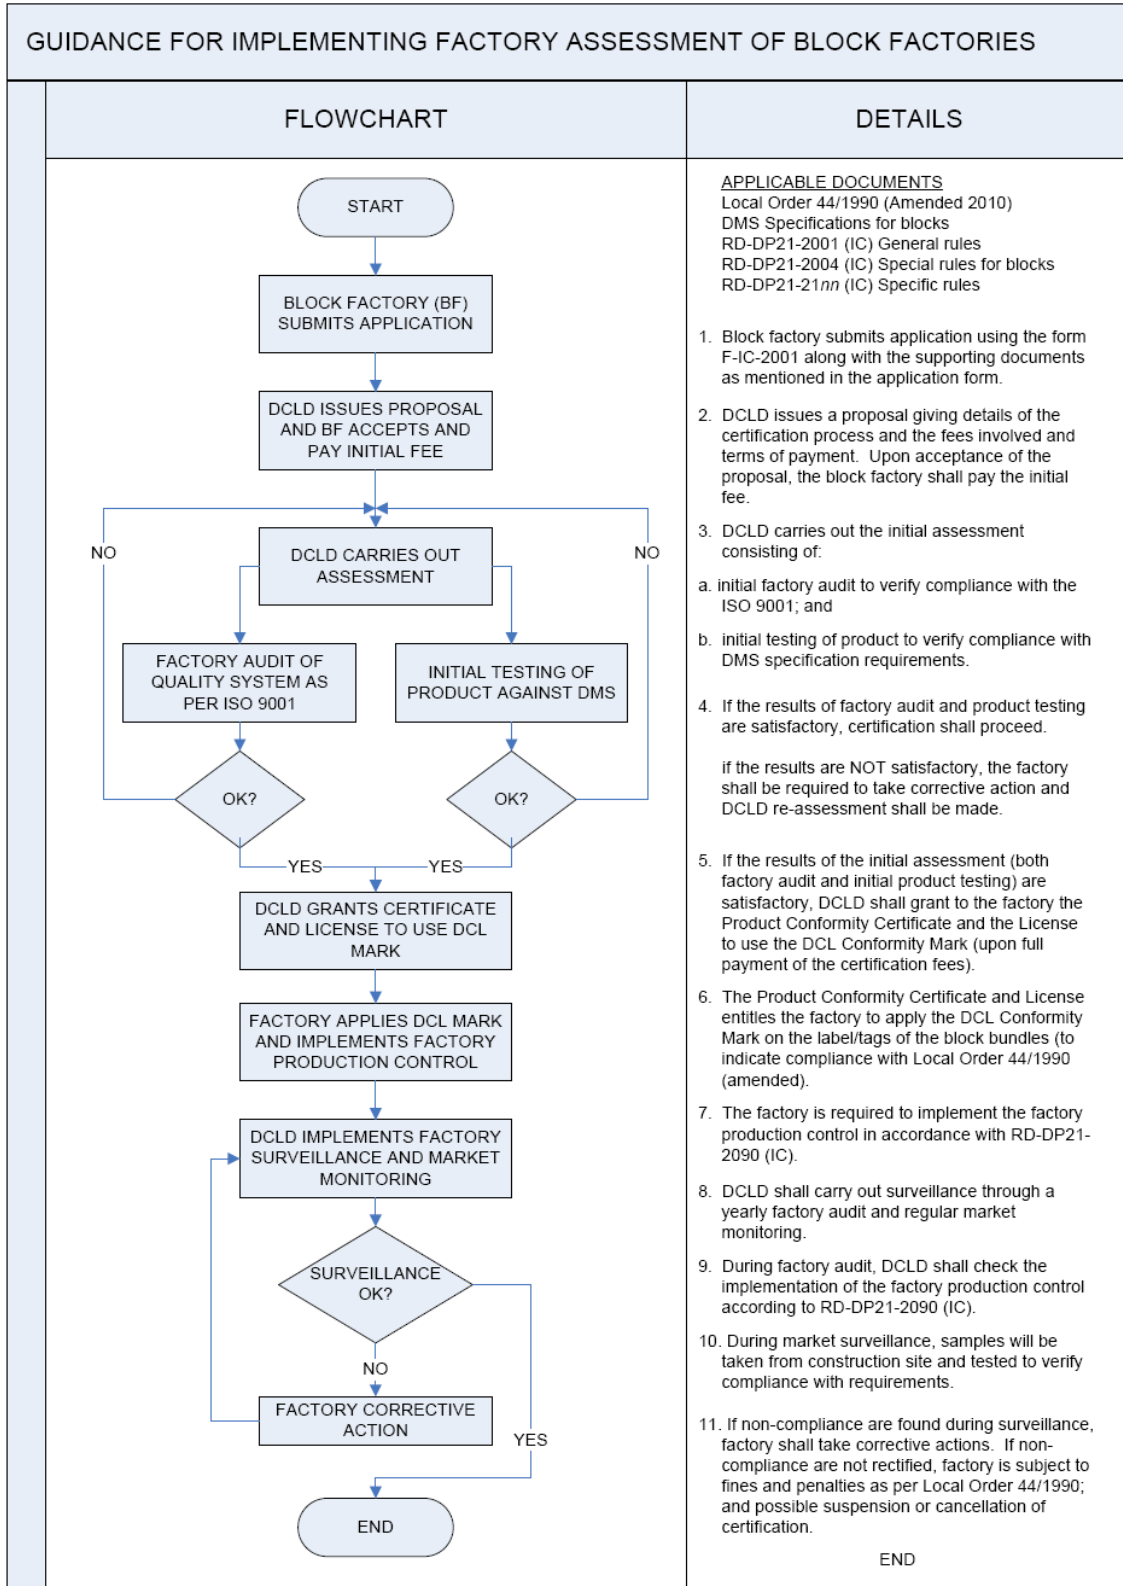 GUIDANCE FOR IMPLEMENTING FACTORY ASSESSMENT OF BLOCK FACTORIES
FLOWCHART
START
BLOCK FACTORY (BF)
SUBMITS APPLICATION
DCLD ISSUES PROPOSAL
AND BF ACCEPTS AND
PAY INITIAL FEE
NO
NO
DCLD CARRIES OUT
ASSESSMENT
FACTORY AUDIT OF
QUALITY SYSTEM AS
PER ISO 9001
INITIAL TESTING OF
PRODUCT AGAINST DMS
OK?
OK?
YES
YES
DCLD GRANTS CERTIFICATE
AND LICENSE TO USE DCL
MARK
FACTORY APPLIES DCL MARK
AND IMPLEMENTS FACTORY
PRODUCTION CONTROL
DCLD IMPLEMENTS FACTORY
SURVEILLANCE AND MARKET
MONITORING
SURVEILLANCE
OK?
NO
FACTORY CORRECTIVE
ACTION
YES
END
DETAILS
APPLICABLE DOCUMENTS
Local Order 44/1990 (Amended 2010)
DMS Specifications for blocks
RD-DP21-2001 (IC) General rules
RD-DP21-2004 (IC) Special rules for blocks
RD-DP21-21nn (IC) Specific rules
1. Block factory submits application using the form
F-IC-2001 along with the supporting documents
as mentioned in the application form.
2. DCLD issues a proposal giving details of the
certification process and the fees involved and
terms of payment. Upon acceptance of the
proposal, the block factory shall pay the initial
fee.
3. DCLD carries out the initial assessment
consisting of:
a. initial factory audit to verify compliance with the
ISO 9001; and
b. initial testing of product to verify compliance with
DMS specification requirements.
4. If the results of factory audit and product testing
are satisfactory, certification shall proceed.
if the results are NOT satisfactory, the factory
shall be required to take corrective action and
DCLD re-assessment shall be made.
5. If the results of the initial assessment (both
factory audit and initial product testing) are
satisfactory, DCLD shall grant to the factory the
Product Conformity Certificate and the License
to use the DCL Conformity Mark (upon full
payment of the certification fees).
6. The Product Conformity Certificate and License
entitles the factory to apply the DCL Conformity
Mark on the label/tags of the block bundles (to
indicate compliance with Local Order 44/1990
(amended).
7. The factory is required to implement the factory
production control in accordance with RD-DP21-
2090 (IC).
8. DCLD shall carry out surveillance through a
yearly factory audit and regular market
monitoring.
9. During factory audit, DCLD shall check the
implementation of the factory production control
according to RD-DP21-2090 (IC).
10. During market surveillance, samples will be
taken from construction site and tested to verify
compliance with requirements.
11. If non-compliance are found during surveillance,
factory shall take corrective actions. If non-
compliance are not rectified, factory is subject to
fines and penalties as per Local Order 44/1990;
and possible suspension or cancellation of
certification.
END